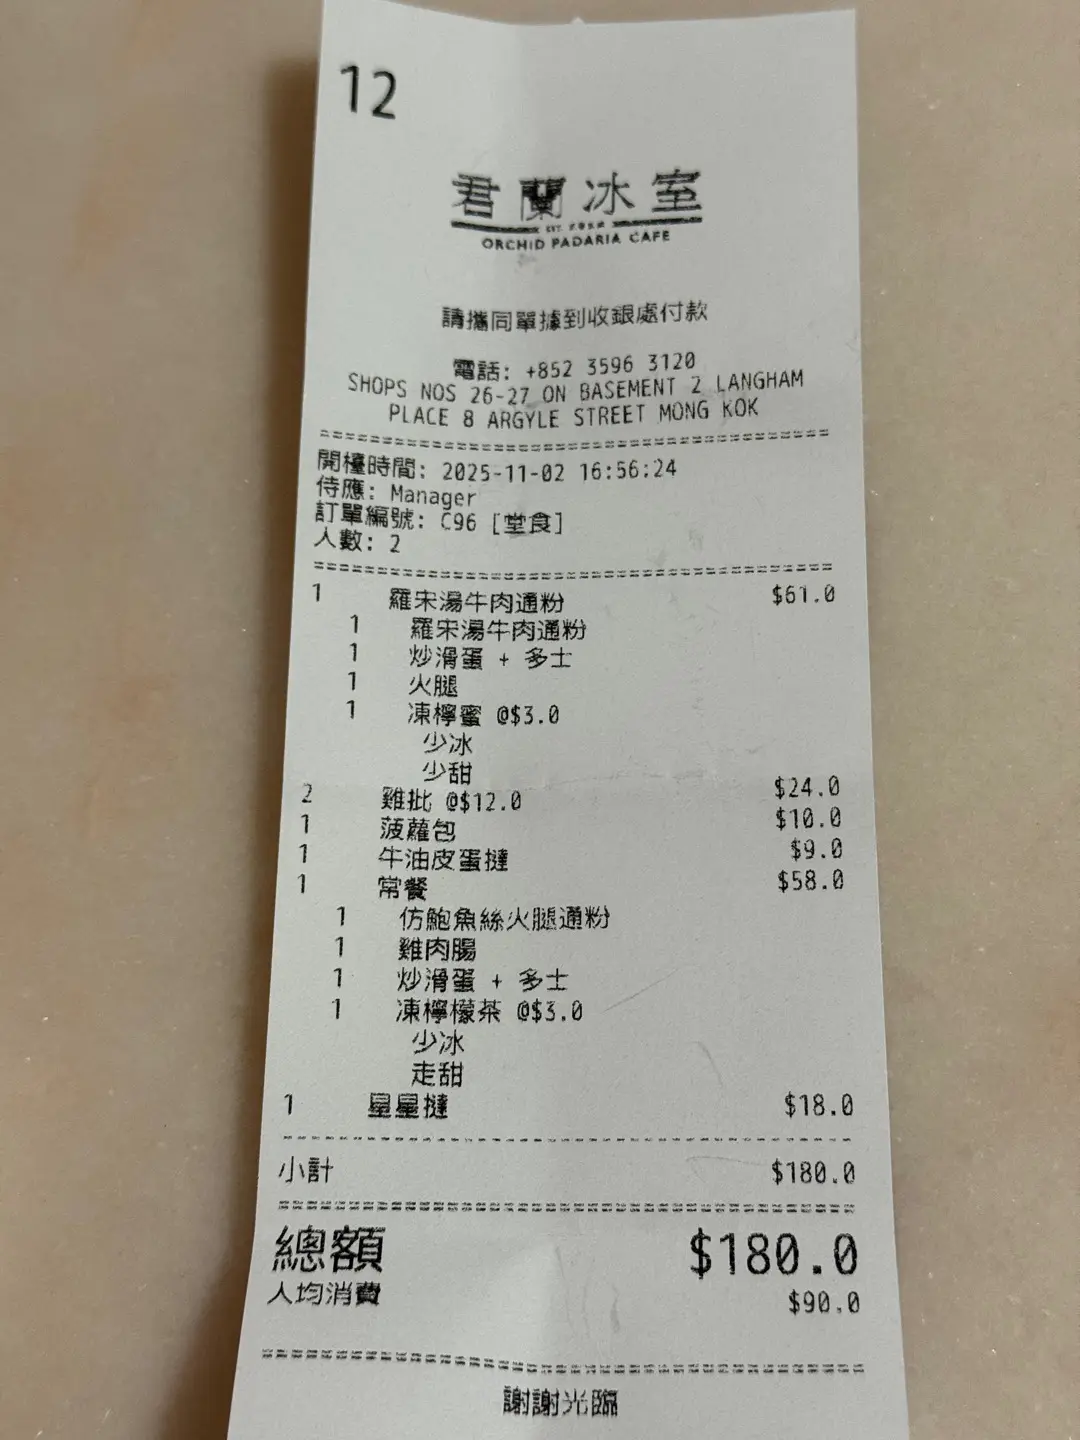 12
君蘭冰室
ORCHID PADARIA CAFE
請攜同單據到收銀處付款
電話: +852 3596 3120
SHOPS NOS 26-27 ON BASEMENT 2 LANGHAM
PLACE 8 ARGYLE STREET MONG KOK
開檯時間: 2025-11-02 16:56:24
侍應: Manager
訂單編號: C96 [堂食]
人數: 2
1 羅宋湯牛肉通粉 $61.0
1 羅宋湯牛肉通粉
1 炒滑蛋 + 多士
1 火腿
1 凍檸蜜 @$3.0
少冰
少甜
2 雞批 @$12.0 $24.0
1 菠蘿包 $10.0
1 牛油皮蛋撻 $9.0
1 常餐 $58.0
1 仿鮑魚絲火腿通粉
1 雞肉腸
1 炒滑蛋 + 多士
1 凍檸檬茶 @$3.0
少冰
走甜
1 星星撻 $18.0
小計 $180.0
總額 $180.0
人均消費 $90.0
謝謝光臨